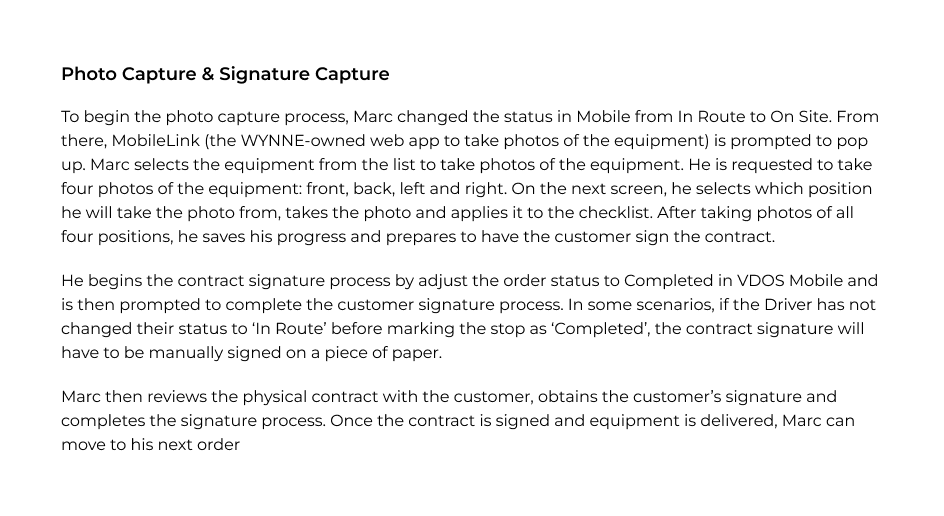 Photo Capture & Signature Capture
To begin the photo capture process, Marc changed the status in Mobile from In Route to On Site. From
there, MobileLink (the WYNNE-owned web app to take photos of the equipment) is prompted to pop
up. Marc selects the equipment from the list to take photos of the equipment. He is requested to take
four photos of the equipment: front, back, left and right. On the next screen, he selects which position
he will take the photo from, takes the photo and applies it to the checklist. After taking photos of all
four positions, he saves his progress and prepares to have the customer sign the contract.
He begins the contract signature process by adjust the order status to Completed in VDOS Mobile and
is then prompted to complete the customer signature process. In some scenarios, if the Driver has not
changed their status to ‘In Route’ before marking the stop as ‘Completed’, the contract signature will
have to be manually signed on a piece of paper.
Marc then reviews the physical contract with the customer, obtains the customer’s signature and
completes the signature process. Once the contract is signed and equipment is delivered, Marc can
move to his next order